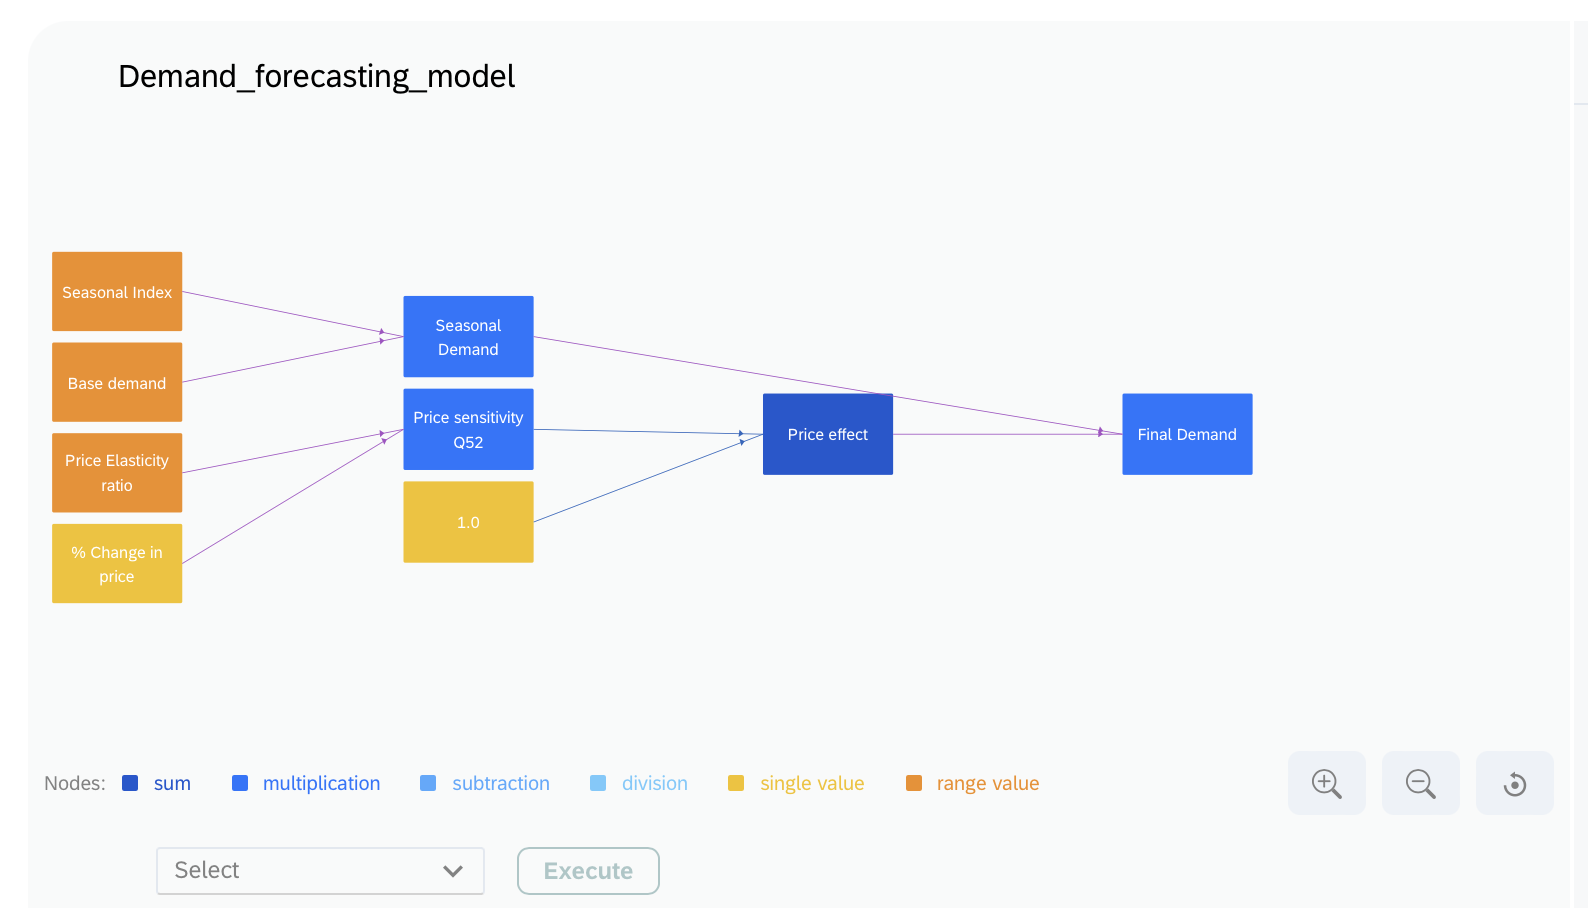 Demand_forecasting_model
Seasonal Index
Base demand
Price Elasticity
ratio
% Change in
price
Seasonal
Demand
Price sensitivity
Q52
1.0
Price effect
Final Demand
Nodes: sum multiplication subtraction division single value range value
Select Execute